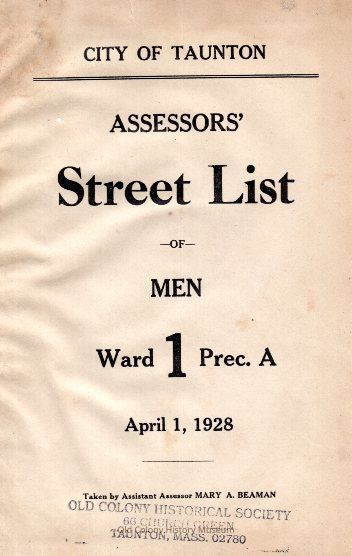 CITY OF TAUNTON
ASSESSORS'
Street List
—OF—
MEN
Ward 1 Prec. A
April 1, 1928
Taken by Assistant Assessor MARY A. BEAMAN
OLD COLONY HISTORICAL SOCIETY
66 CHURCH GREEN
Old Colony History Museum
TAUNTON, MASS. 02780